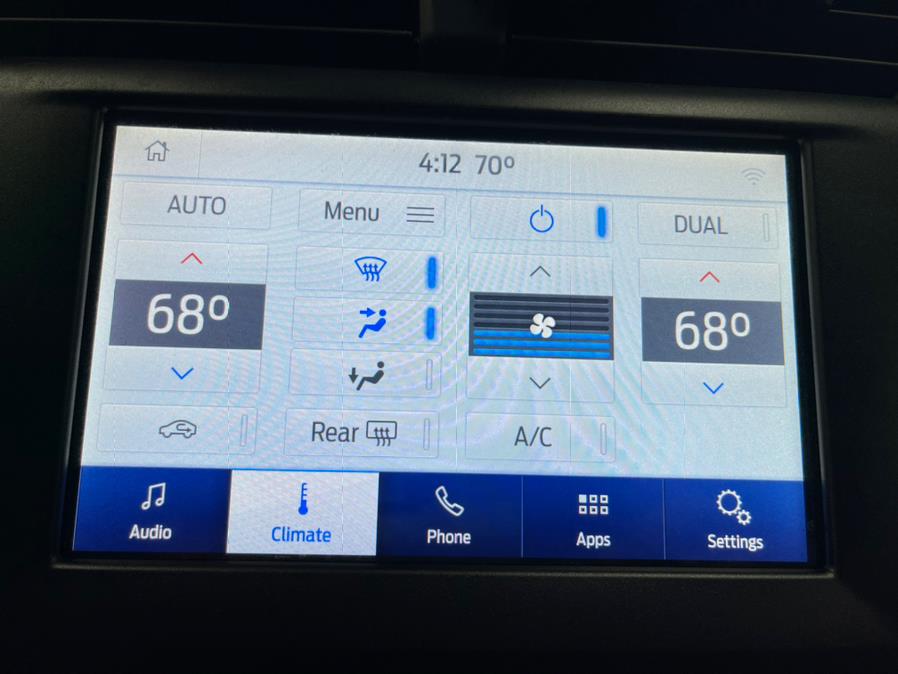 4:12 70º
AUTO
Menu
DUAL
68º
68º
Rear
A/C
Audio
Climate
Phone
Apps
Settings